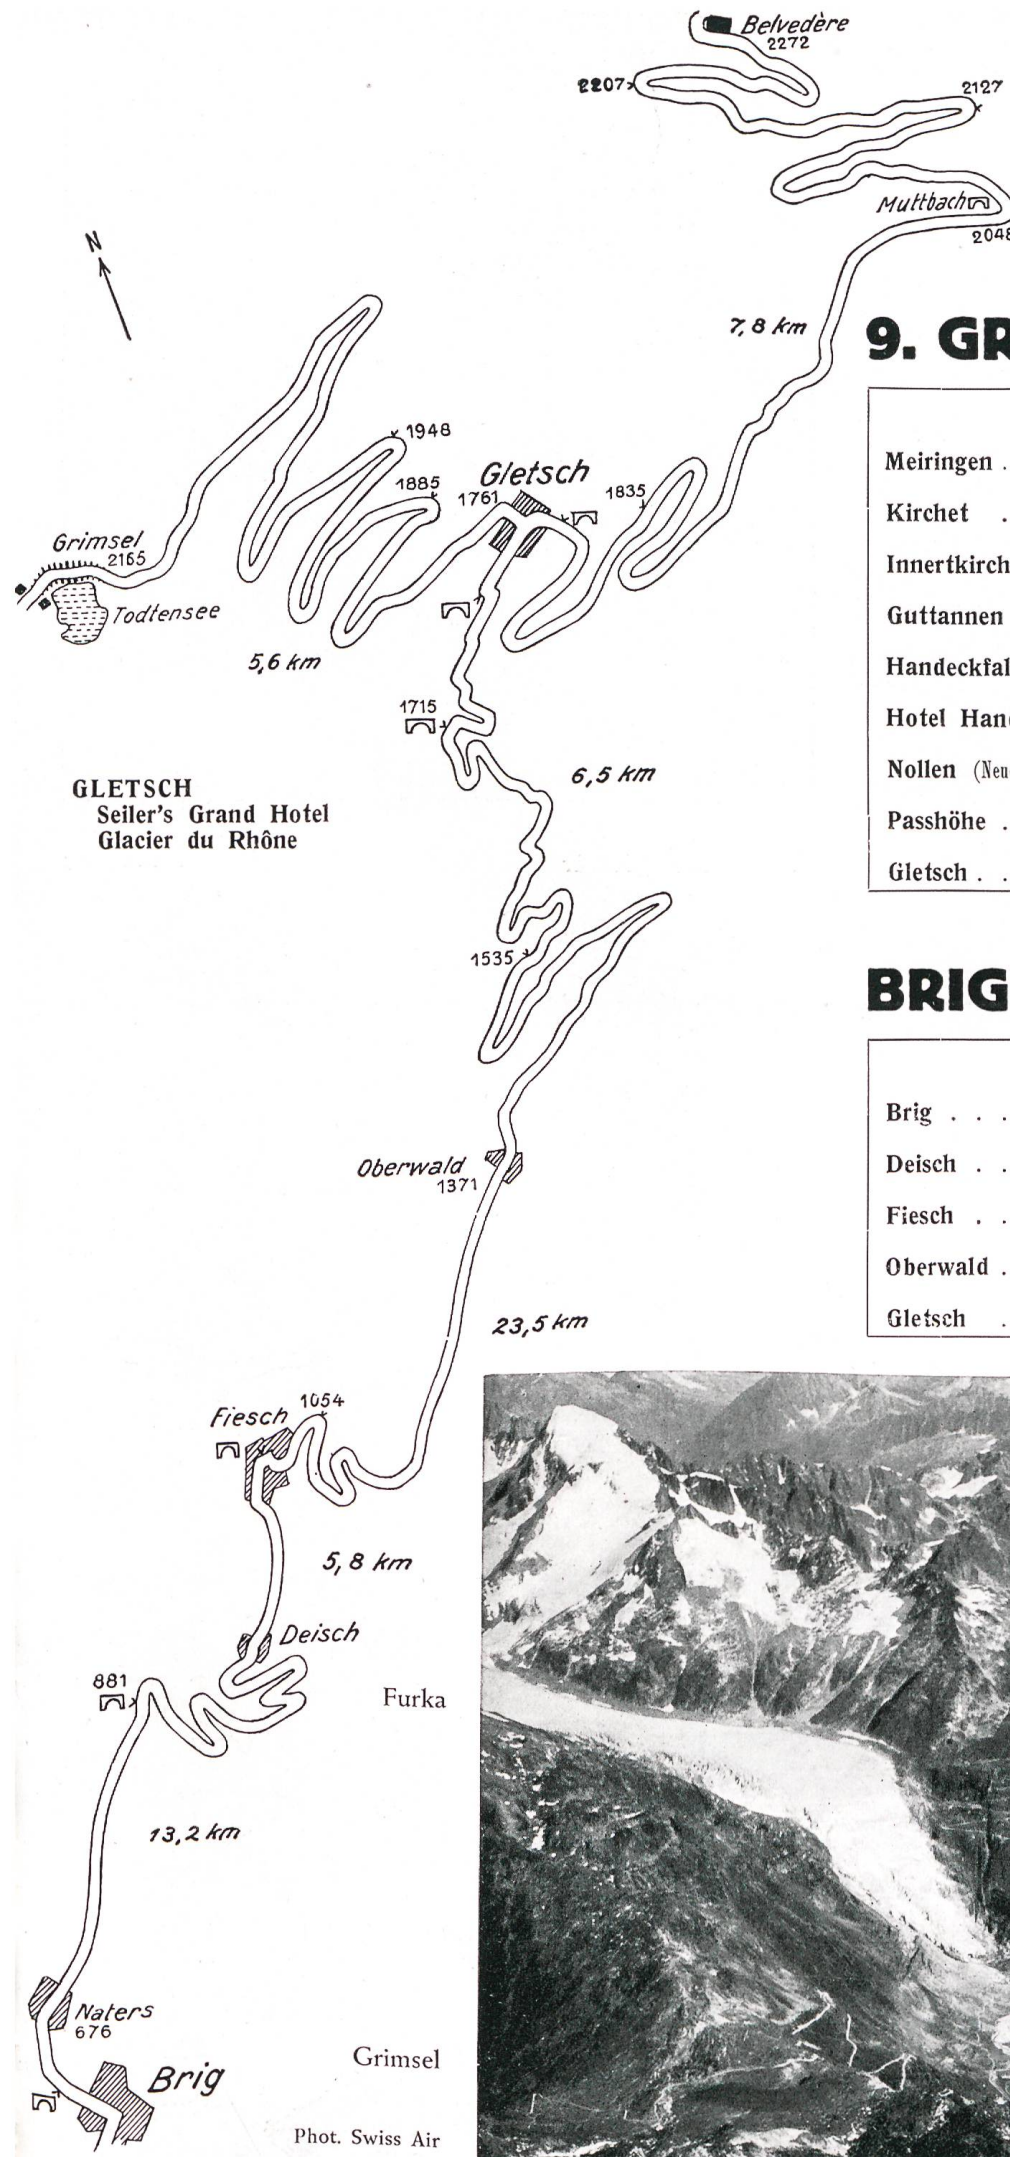 Belvedère
2272
2207
2127
Muttbach
2048
N
7,8 km
9. GR
1948
1885
Gletsch
1761
1835
Meiringen .
Kirchet .
Innertkirch
Guttannen
Handeckfal
Hotel Han
Nollen (Neu
Passhöhe .
Gletsch . .
Grimsel
2165
Todtensee
5,6 km
1715
6,5 km
GLETSCH
Seiler's Grand Hotel
Glacier du Rhône
1535
BRIG
Brig . . .
Deisch . .
Fiesch . .
Oberwald .
Gletsch .
Oberwald
1371
23,5 km
Fiesch
1054
5,8 km
Deisch
881
Furka
13,2 km
Naters
676
Brig
Grimsel
Phot. Swiss Air